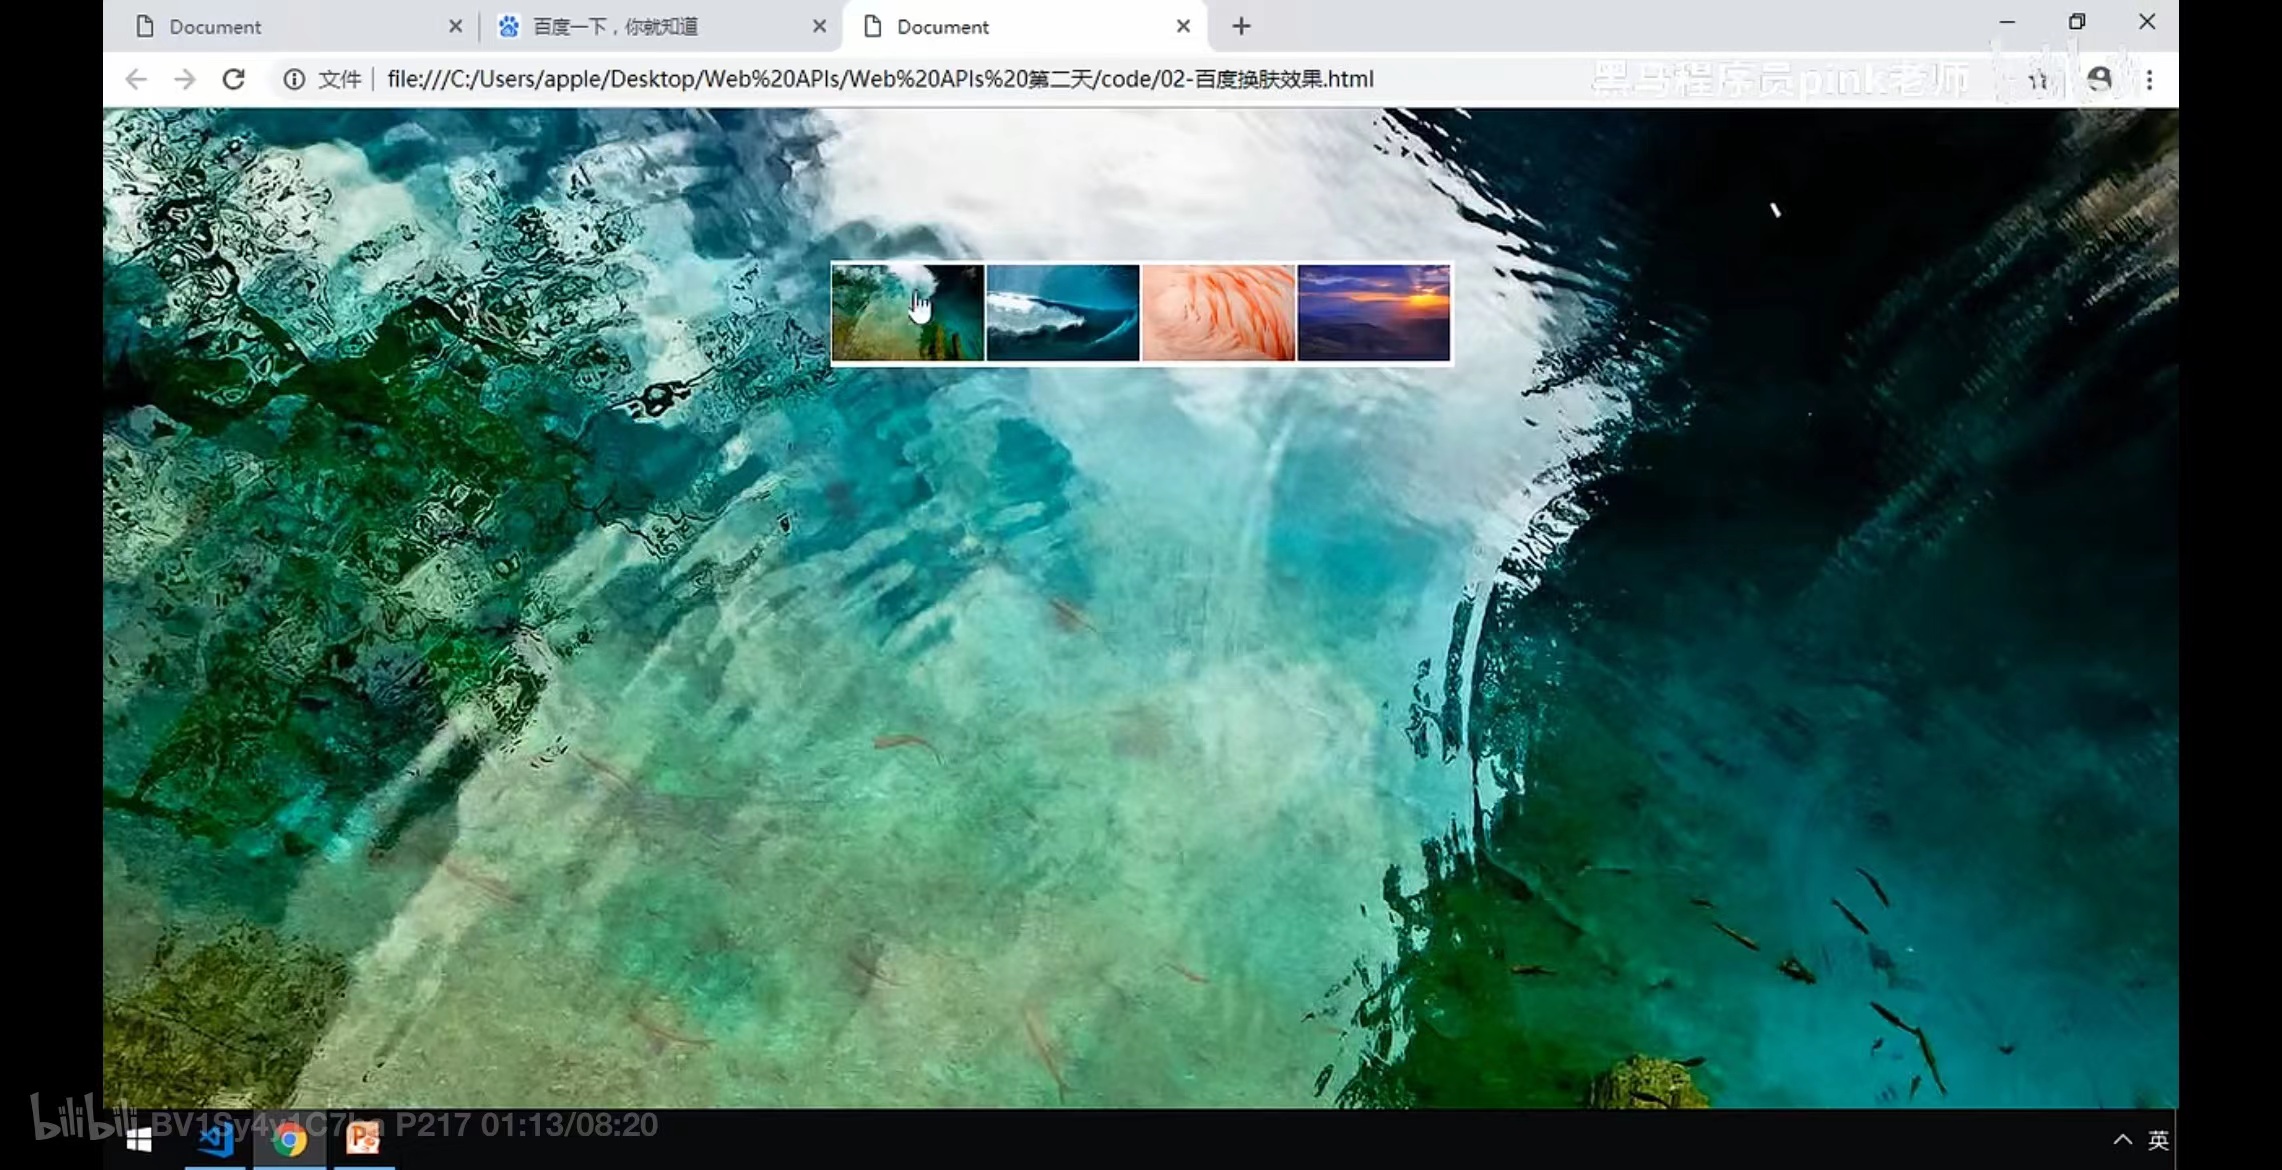 Document
百度一下，你就知道
Document
文件
file:///C:/Users/apple/Desktop/Web%20APIs/Web%20APIs%20第二天/code/02-百度换肤效果.html
黑马程序员pink老师
bilibili
P217 01:13/08:20
英